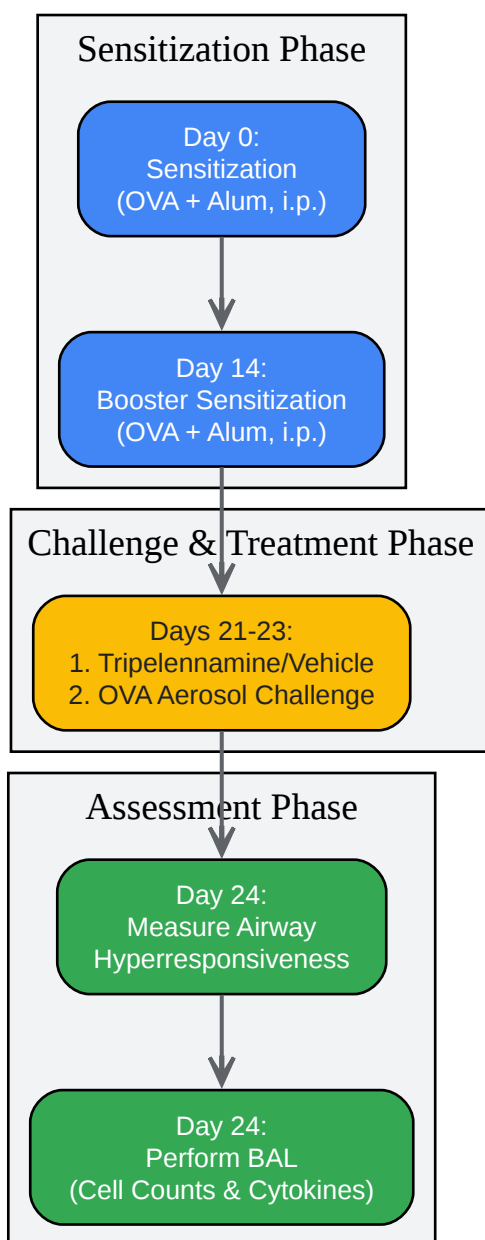 Sensitization Phase
Day 0:
Sensitization
(OVA + Alum, i.p.)
Day 14:
Booster Sensitization
(OVA + Alum, i.p.)
Challenge & Treatment Phase
Days 21-23:
1. Tripelennamine/Vehicle
2. OVA Aerosol Challenge
Assessment Phase
Day 24:
Measure Airway
Hyperresponsiveness
Day 24:
Perform BAL
(Cell Counts & Cytokines)